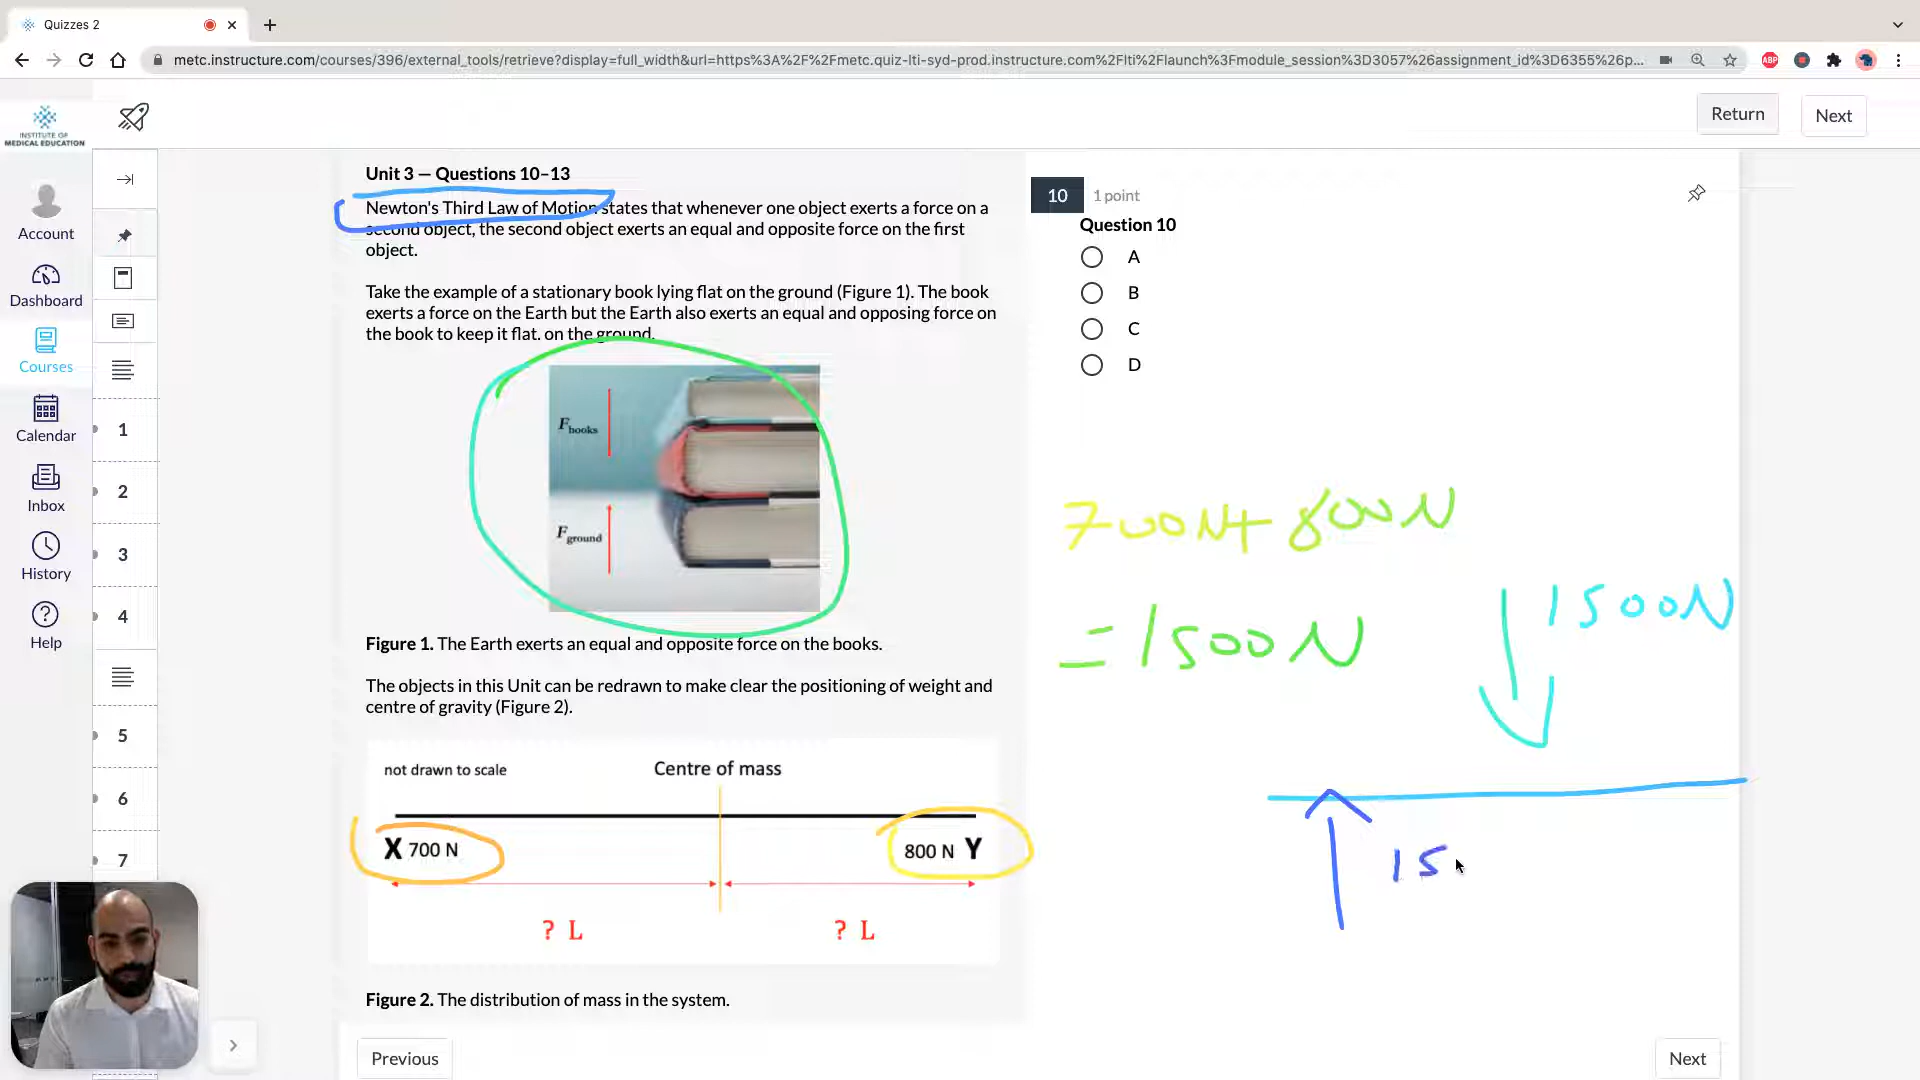 Quizzes 2
metc.instructure.com/courses/396/external_tools/retrieve?display=full_width&url=https%3A%2F%2Fmetc.quiz-lti-syd-prod.instructure.com%2Flti%2Flaunch%3Fmodule_session%3D3057%26assignment_id%3D6355%26p...
ABP
INSTITUTE OF
MEDICAL EDUCATION
Return
Next
Account
Dashboard
Courses
Calendar
Inbox
History
Help
1
2
3
4
5
6
7
Unit 3 — Questions 10–13
Newton's Third Law of Motion states that whenever one object exerts a force on a
second object, the second object exerts an equal and opposite force on the first
object.
Take the example of a stationary book lying flat on the ground (Figure 1). The book
exerts a force on the Earth but the Earth also exerts an equal and opposing force on
the book to keep it flat. on the ground.
Fbooks
Fground
Figure 1. The Earth exerts an equal and opposite force on the books.
The objects in this Unit can be redrawn to make clear the positioning of weight and
centre of gravity (Figure 2).
not drawn to scale
Centre of mass
X 700 N
800 N Y
? L
? L
Figure 2. The distribution of mass in the system.
Previous
10
1 point
Question 10
A
B
C
D
700N+ 800N
= 1500N
1500N
15
Next